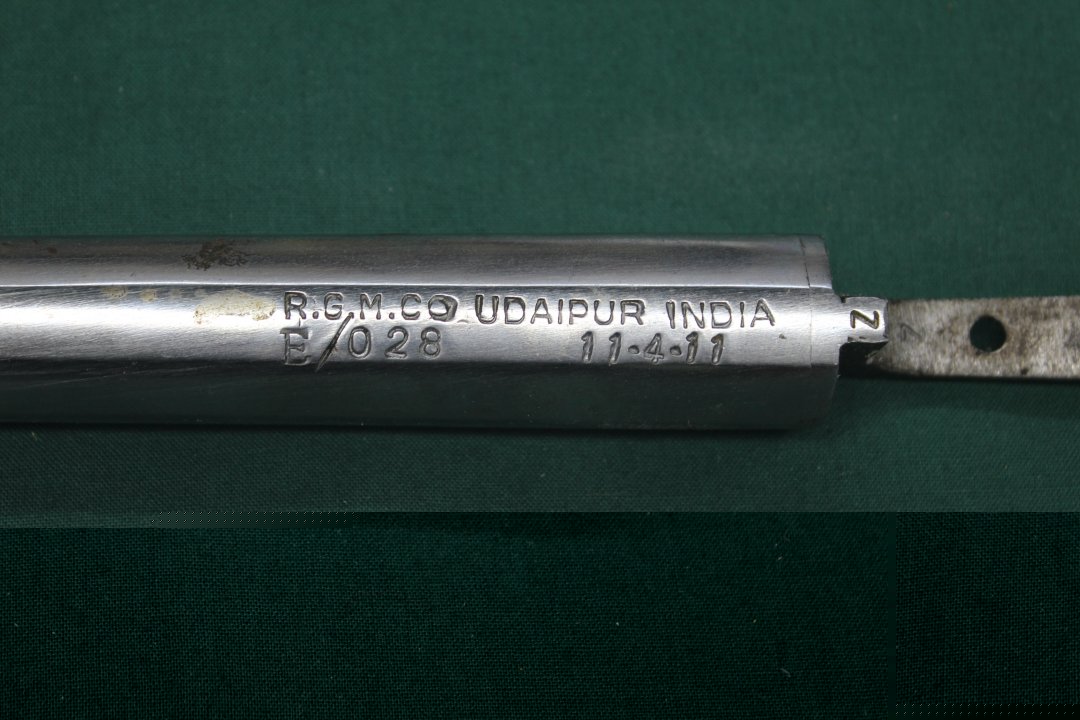 R.G.M.CO UDAIPUR INDIA
E/028 11.4.11
N